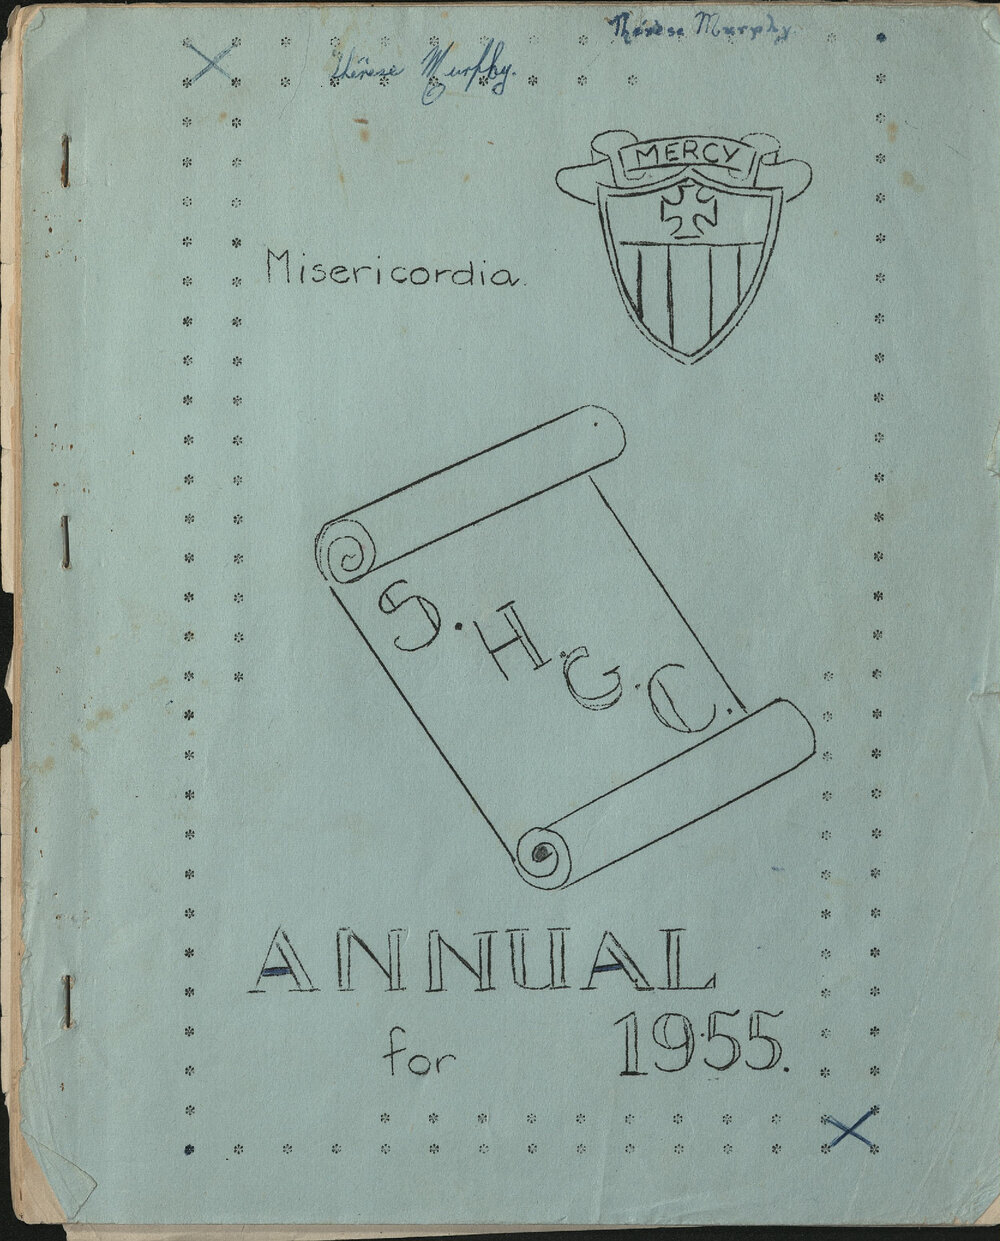 Thérèse Murphy.
Thérèse Murphy.
MERCY
Misericordia.
S.H.G.C.
ANNUAL
for 1955.